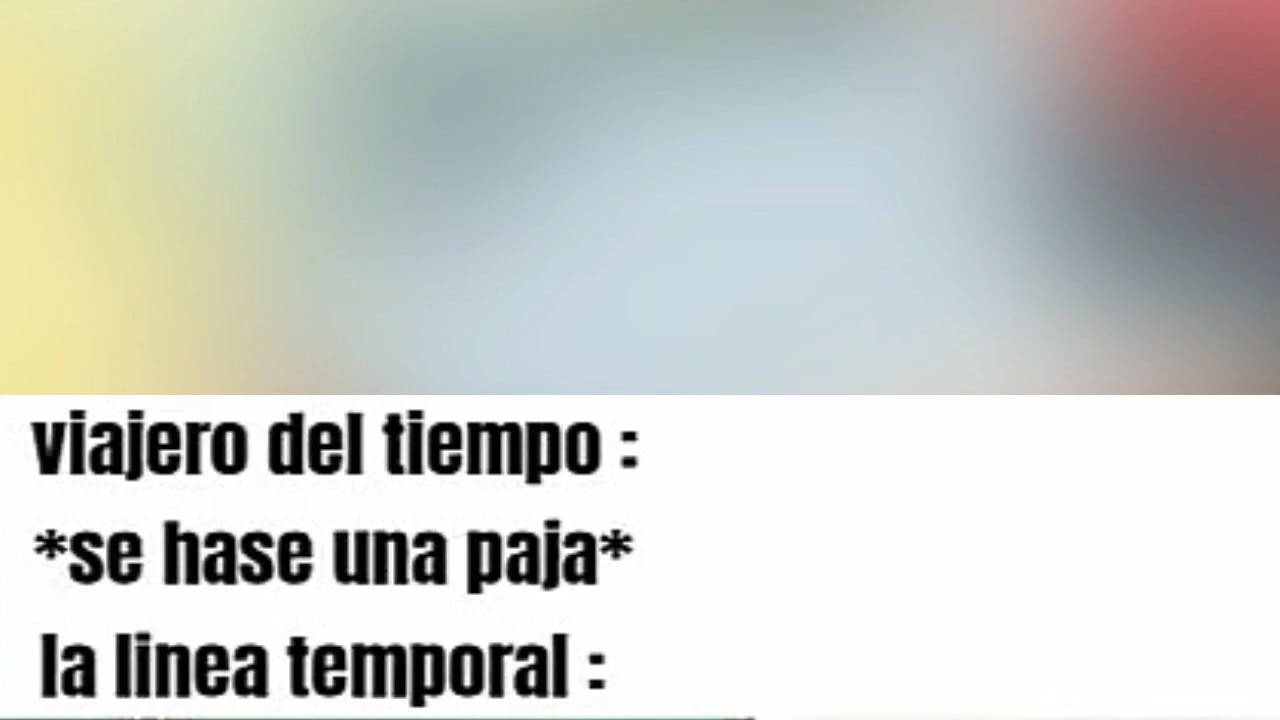 viajero del tiempo :
*se hase una paja*
la linea temporal :